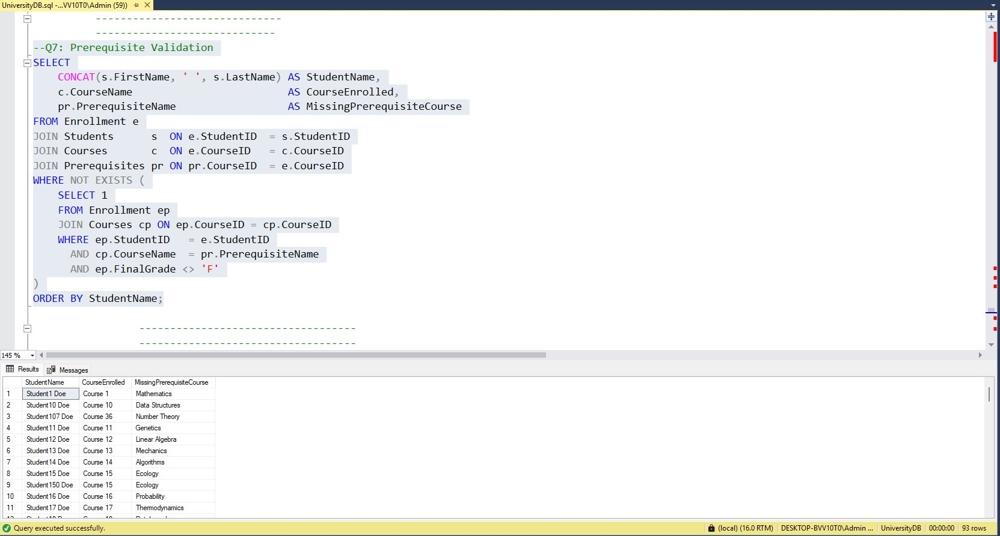 UniversityDB.sql -...VV10T0\Admin (59))
------------------------------
-----------------------------
--Q7: Prerequisite Validation
SELECT
    CONCAT(s.FirstName, ' ', s.LastName) AS StudentName,
    c.CourseName                         AS CourseEnrolled,
    pr.PrerequisiteName                  AS MissingPrerequisiteCourse
FROM Enrollment e
JOIN Students      s  ON e.StudentID  = s.StudentID
JOIN Courses       c  ON e.CourseID   = c.CourseID
JOIN Prerequisites pr ON pr.CourseID  = e.CourseID
WHERE NOT EXISTS (
    SELECT 1
    FROM Enrollment ep
    JOIN Courses cp ON ep.CourseID = cp.CourseID
    WHERE ep.StudentID   = e.StudentID
      AND cp.CourseName  = pr.PrerequisiteName
      AND ep.FinalGrade <> 'F'
)
ORDER BY StudentName;
-----------------------------------
-----------------------------------
145 %
Results Messages
StudentName CourseEnrolled MissingPrerequisiteCourse
1 Student1 Doe Course 1 Mathematics
2 Student10 Doe Course 10 Data Structures
3 Student107 Doe Course 36 Number Theory
4 Student11 Doe Course 11 Genetics
5 Student12 Doe Course 12 Linear Algebra
6 Student13 Doe Course 13 Mechanics
7 Student14 Doe Course 14 Algorithms
8 Student15 Doe Course 15 Ecology
9 Student150 Doe Course 15 Ecology
10 Student16 Doe Course 16 Probability
11 Student17 Doe Course 17 Thermodynamics
Query executed successfully. (local) (16.0 RTM) DESKTOP-BVV10T0\Admin ... UniversityDB 00:00:00 93 rows